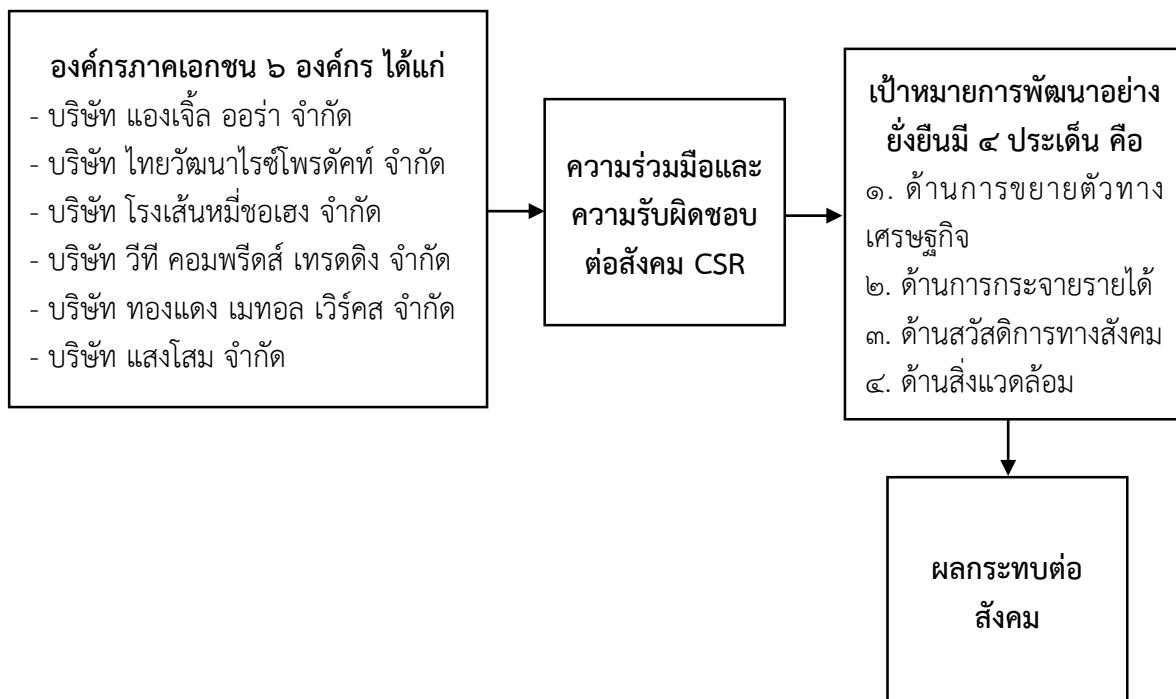 องค์กรภาคเอกชน ๖ องค์กร ได้แก่
- บริษัท แองเจิ้ล ออร่า จำกัด
- บริษัท ไทยวัฒนาไรซ์โพรดัคท์ จำกัด
- บริษัท โรงเส้นหมี่ชอเฮง จำกัด
- บริษัท วีที คอมพรีดส์ เทรดดิง จำกัด
- บริษัท ทองแดง เมทอล เวิร์คส จำกัด
- บริษัท แสงโสม จำกัด
ความร่วมมือและ
ความรับผิดชอบ
ต่อสังคม CSR
เป้าหมายการพัฒนาอย่าง
ยั่งยืนมี ๔ ประเด็น คือ
๑. ด้านการขยายตัวทาง
เศรษฐกิจ
๒. ด้านการกระจายรายได้
๓. ด้านสวัสดิการทางสังคม
๔. ด้านสิ่งแวดล้อม
ผลกระทบต่อ
สังคม